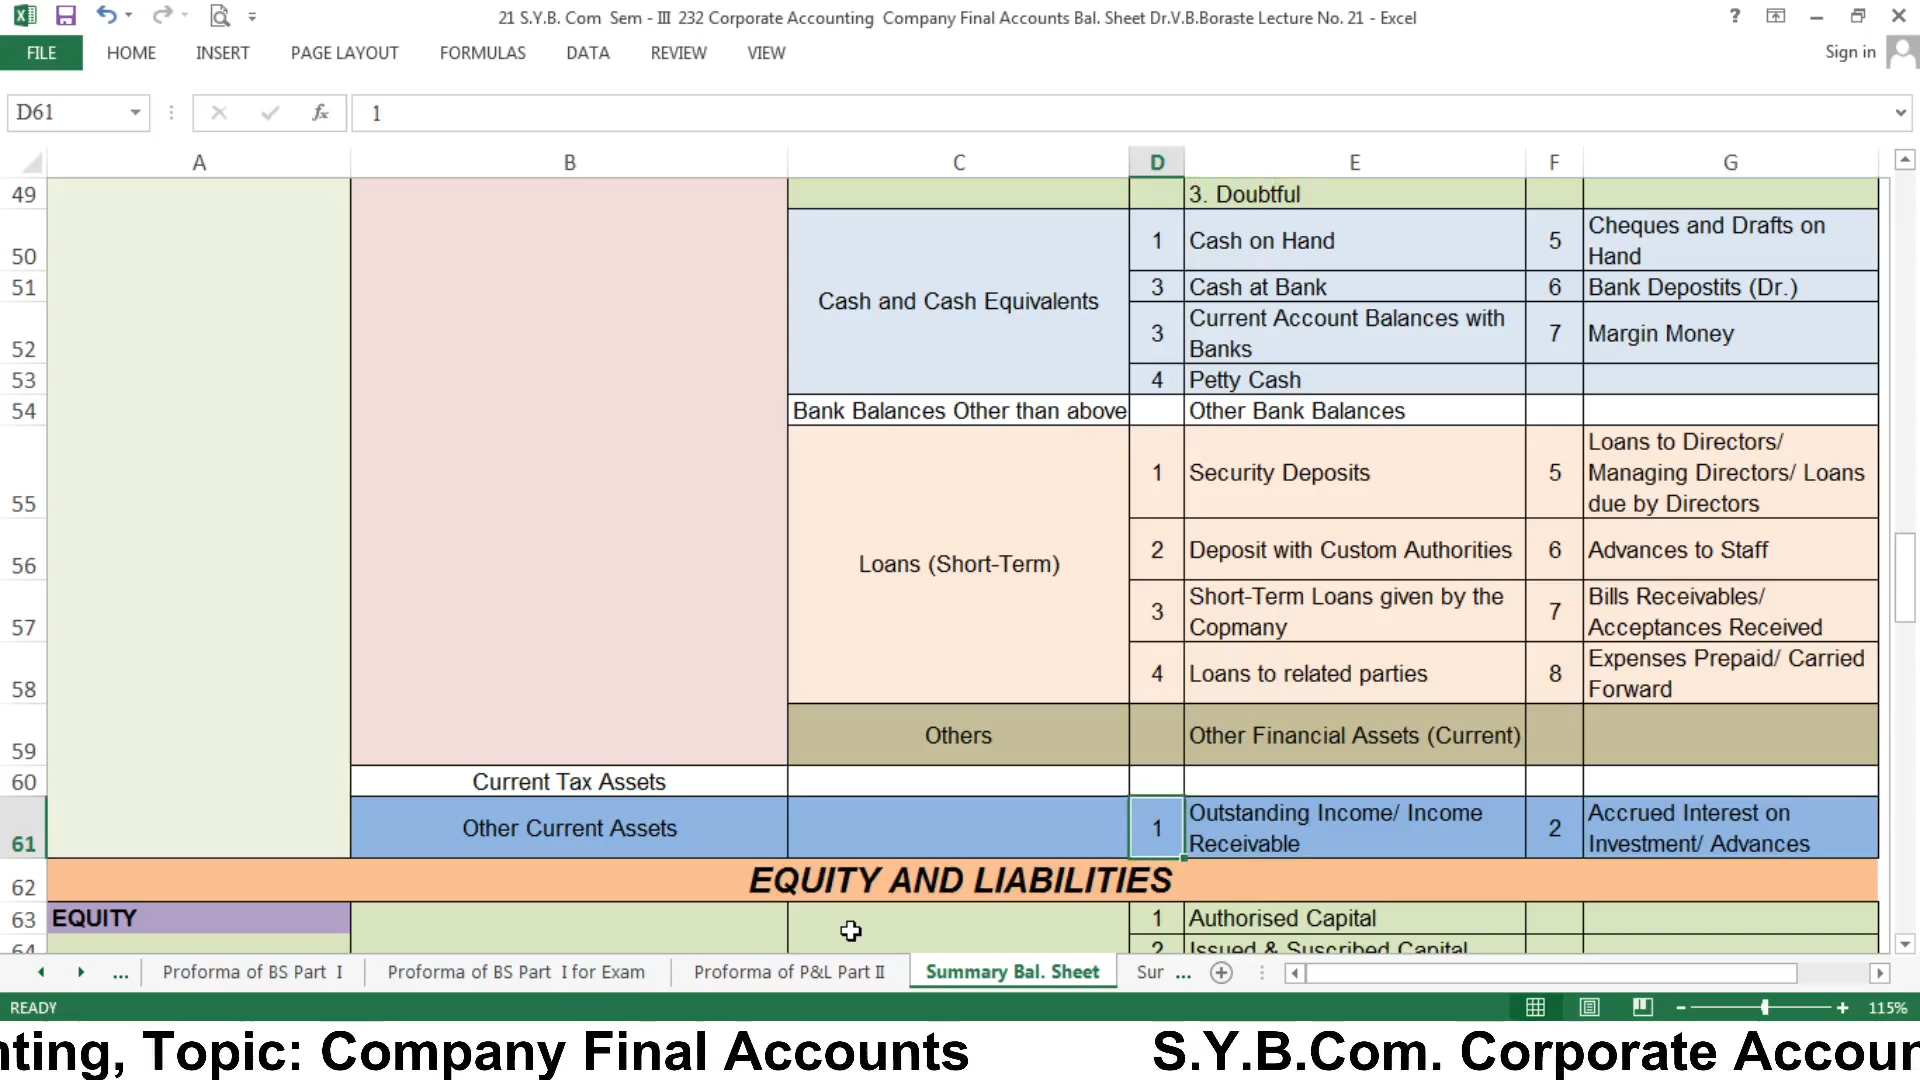 21 S.Y.B. Com Sem - III 232 Corporate Accounting Company Final Accounts Bal. Sheet Dr.V.B.Boraste Lecture No. 21 - Excel
FILE HOME INSERT PAGE LAYOUT FORMULAS DATA REVIEW VIEW Sign in
D61 fx 1
A B C D E F G
49 3. Doubtful
50 1 Cash on Hand 5 Cheques and Drafts on
Hand
51 3 Cash at Bank 6 Bank Depostits (Dr.)
Cash and Cash Equivalents
52 3 Current Account Balances with
Banks 7 Margin Money
53 4 Petty Cash
54 Bank Balances Other than above Other Bank Balances
55 1 Security Deposits 5 Loans to Directors/
Managing Directors/ Loans
due by Directors
56 2 Deposit with Custom Authorities 6 Advances to Staff
Loans (Short-Term)
57 3 Short-Term Loans given by the
Copmany 7 Bills Receivables/
Acceptances Received
58 4 Loans to related parties 8 Expenses Prepaid/ Carried
Forward
59 Others Other Financial Assets (Current)
60 Current Tax Assets
61 Other Current Assets 1 Outstanding Income/ Income
Receivable 2 Accrued Interest on
Investment/ Advances
62 EQUITY AND LIABILITIES
63 EQUITY 1 Authorised Capital
64 2 Issued & Suscribed Capital
... Proforma of BS Part I Proforma of BS Part I for Exam Proforma of P&L Part II Summary Bal. Sheet Sur ...
READY 115%
nting, Topic: Company Final Accounts S.Y.B.Com. Corporate Accoun